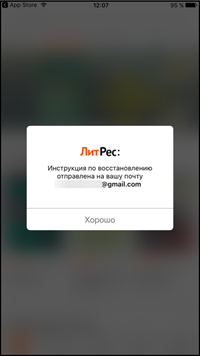 App Store 12:07 95 %
ЛитРес:
Инструкция по восстановлению
отправлена на вашу почту
@gmail.com
Хорошо